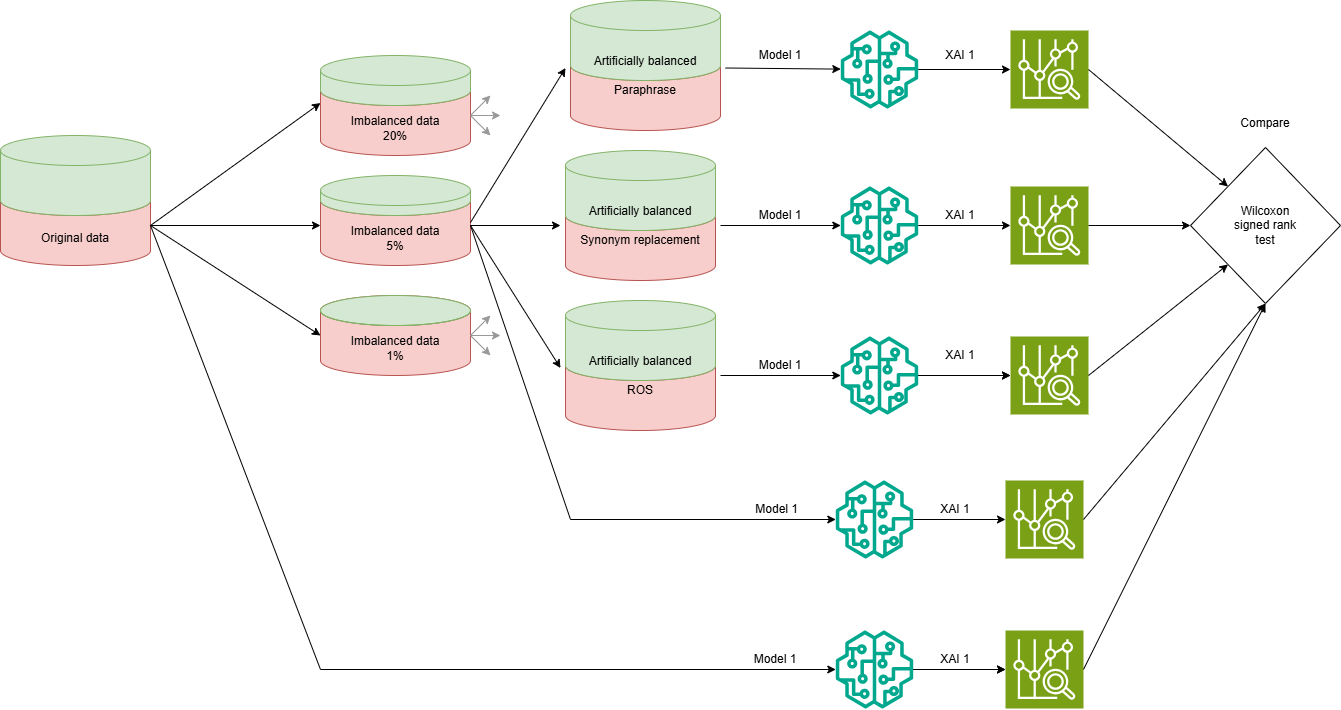 Original data
Imbalanced data
20%
Imbalanced data
5%
Imbalanced data
1%
Artificially balanced
Paraphrase
Artificially balanced
Synonym replacement
Artificially balanced
ROS
Model 1
XAI 1
Model 1
XAI 1
Model 1
XAI 1
Model 1
XAI 1
Model 1
XAI 1
Compare
Wilcoxon
signed rank
test